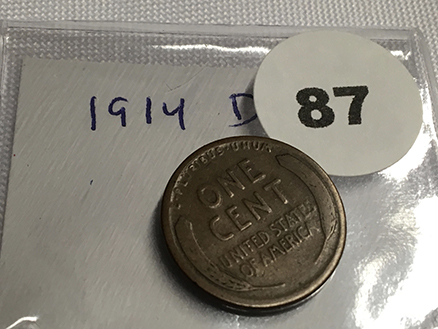 1914 D
87
E PLURIBUS UNUM
ONE
CENT
UNITED STATES
OF AMERICA